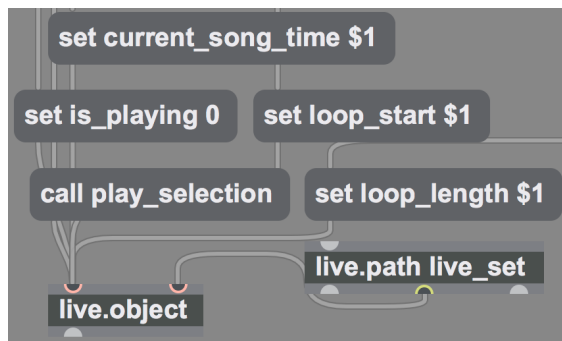 set current_song_time $1
set is_playing 0
set loop_start $1
call play_selection
set loop_length $1
live.path live_set
live.object